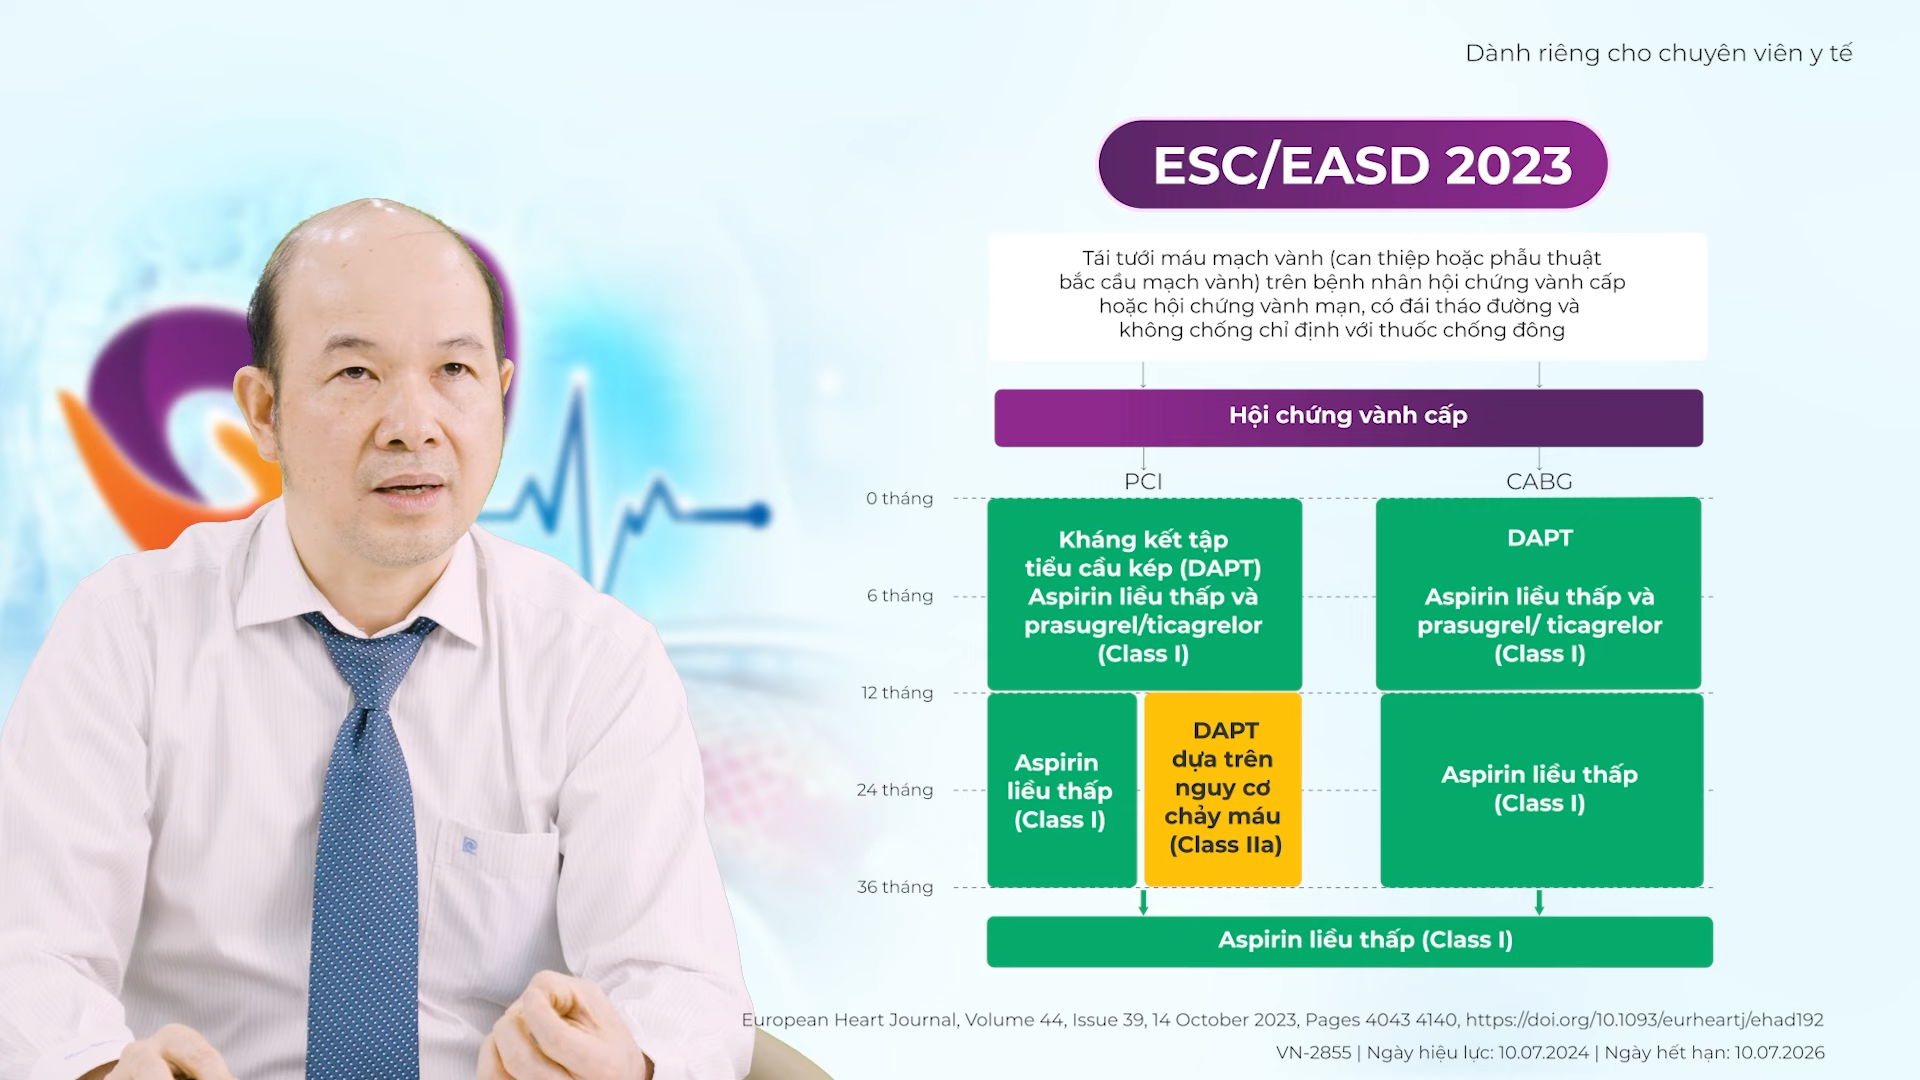 Dành riêng cho chuyên viên y tế
ESC/EASD 2023
Tái tưới máu mạch vành (can thiệp hoặc phẫu thuật
bắc cầu mạch vành) trên bệnh nhân hội chứng vành cấp
hoặc hội chứng vành mạn, có đái tháo đường và
không chống chỉ định với thuốc chống đông
Hội chứng vành cấp
PCI
CABG
0 tháng
6 tháng
12 tháng
24 tháng
36 tháng
Kháng kết tập
tiểu cầu kép (DAPT)
Aspirin liều thấp và
prasugrel/ticagrelor
(Class I)
DAPT
Aspirin liều thấp và
prasugrel/ ticagrelor
(Class I)
Aspirin
liều thấp
(Class I)
DAPT
dựa trên
nguy cơ
chảy máu
(Class IIa)
Aspirin liều thấp
(Class I)
Aspirin liều thấp (Class I)
European Heart Journal, Volume 44, Issue 39, 14 October 2023, Pages 4043 4140, https://doi.org/10.1093/eurheartj/ehad192
VN-2855 | Ngày hiệu lực: 10.07.2024 | Ngày hết hạn: 10.07.2026